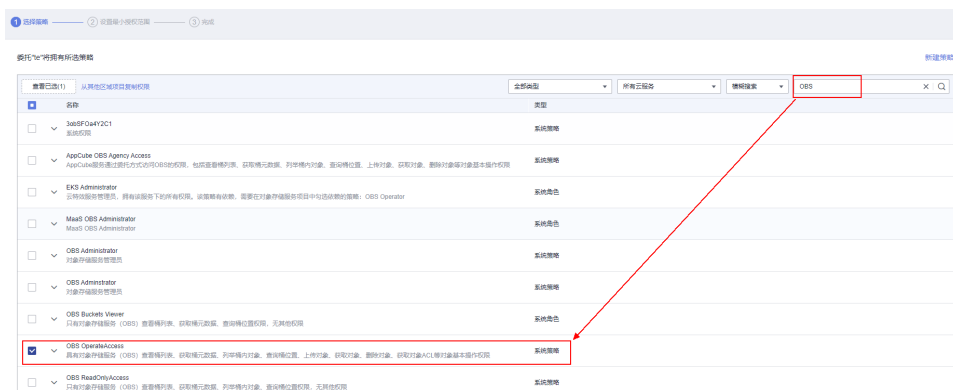 1 选择策略 2 设置最小授权范围 3 完成
委托"te"将拥有所选策略 新建策略
查看已选(1) 从其他区域项目复制权限 全部类型 所有云服务 模糊搜索 OBS
名称 类型
系统权限 系统策略
AppCube OBS Agency Access
AppCube服务通过委托方式访问OBS的权限，包括查看桶列表、获取桶元数据、列举桶内对象、查询桶位置、上传对象、获取对象、删除对象等对象基本操作权限 系统策略
EKS Administrator
云特效服务管理员，拥有该服务下的所有权限。该策略有依赖，需要在对象存储服务项目中勾选依赖的策略：OBS Operator 系统角色
MaaS OBS Administrator
MaaS OBS Administrator 系统角色
OBS Administrator
对象存储服务管理员 系统策略
OBS Adminstrator
对象存储服务管理员 系统策略
OBS Buckets Viewer
只有对象存储服务（OBS）查看桶列表、获取桶元数据、查询桶位置权限，无其他权限 系统角色
OBS OperateAccess
具有对象存储服务（OBS）查看桶列表、获取桶元数据、列举桶内对象、查询桶位置、上传对象、获取对象、删除对象、获取对象ACL等对象基本操作权限 系统策略
OBS ReadOnlyAccess
只有对象存储服务（OBS）查看桶列表、获取桶元数据、列举桶内对象、查询桶位置权限，无其他权限 系统策略